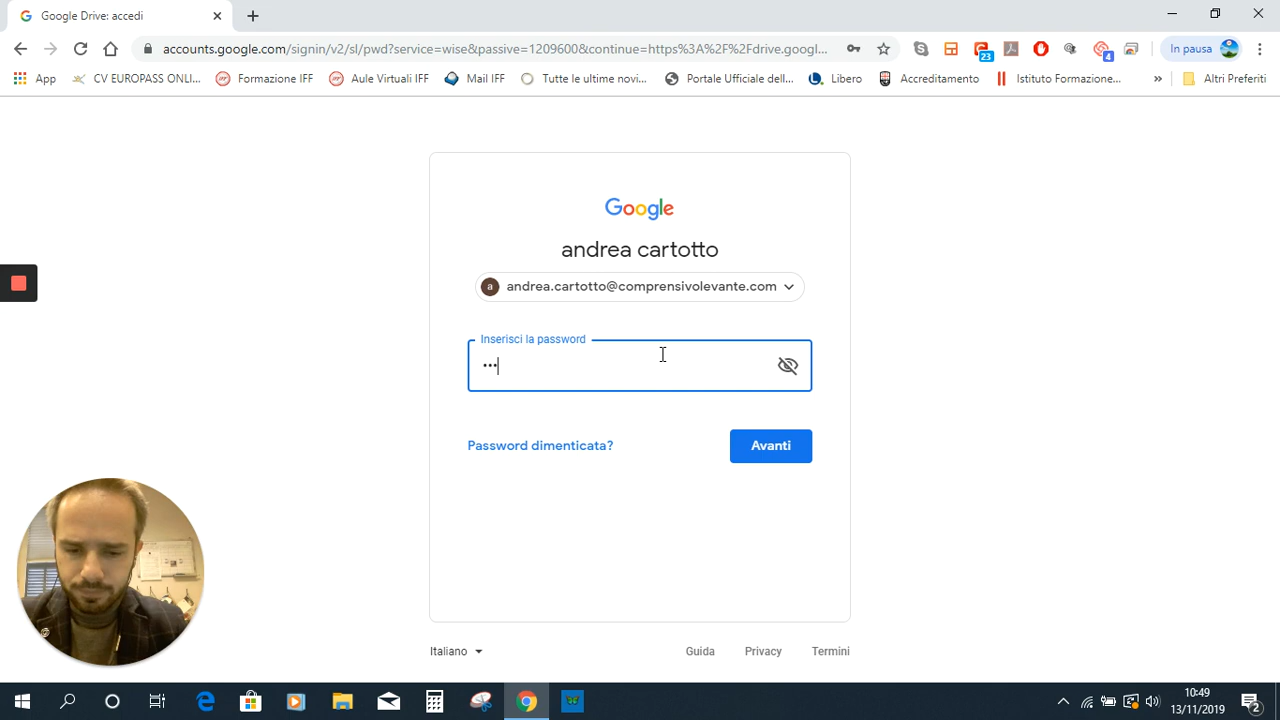 Google Drive: accedi
accounts.google.com/signin/v2/sl/pwd?service=wise&passive=1209600&continue=https%3A%2F%2Fdrive.googl...
23
4
In pausa
App
CV EUROPASS ONLI...
Formazione IFF
Aule Virtuali IFF
Mail IFF
Tutte le ultime novi...
Portale Ufficiale dell...
Libero
Accreditamento
Istituto Formazione...
»
Altri Preferiti
Google
andrea cartotto
a
andrea.cartotto@comprensivolevante.com
Inserisci la password
•••
Password dimenticata?
Avanti
Italiano
Guida
Privacy
Termini
10:49
13/11/2019
2